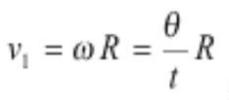 v₁ = ωR = θ/t R